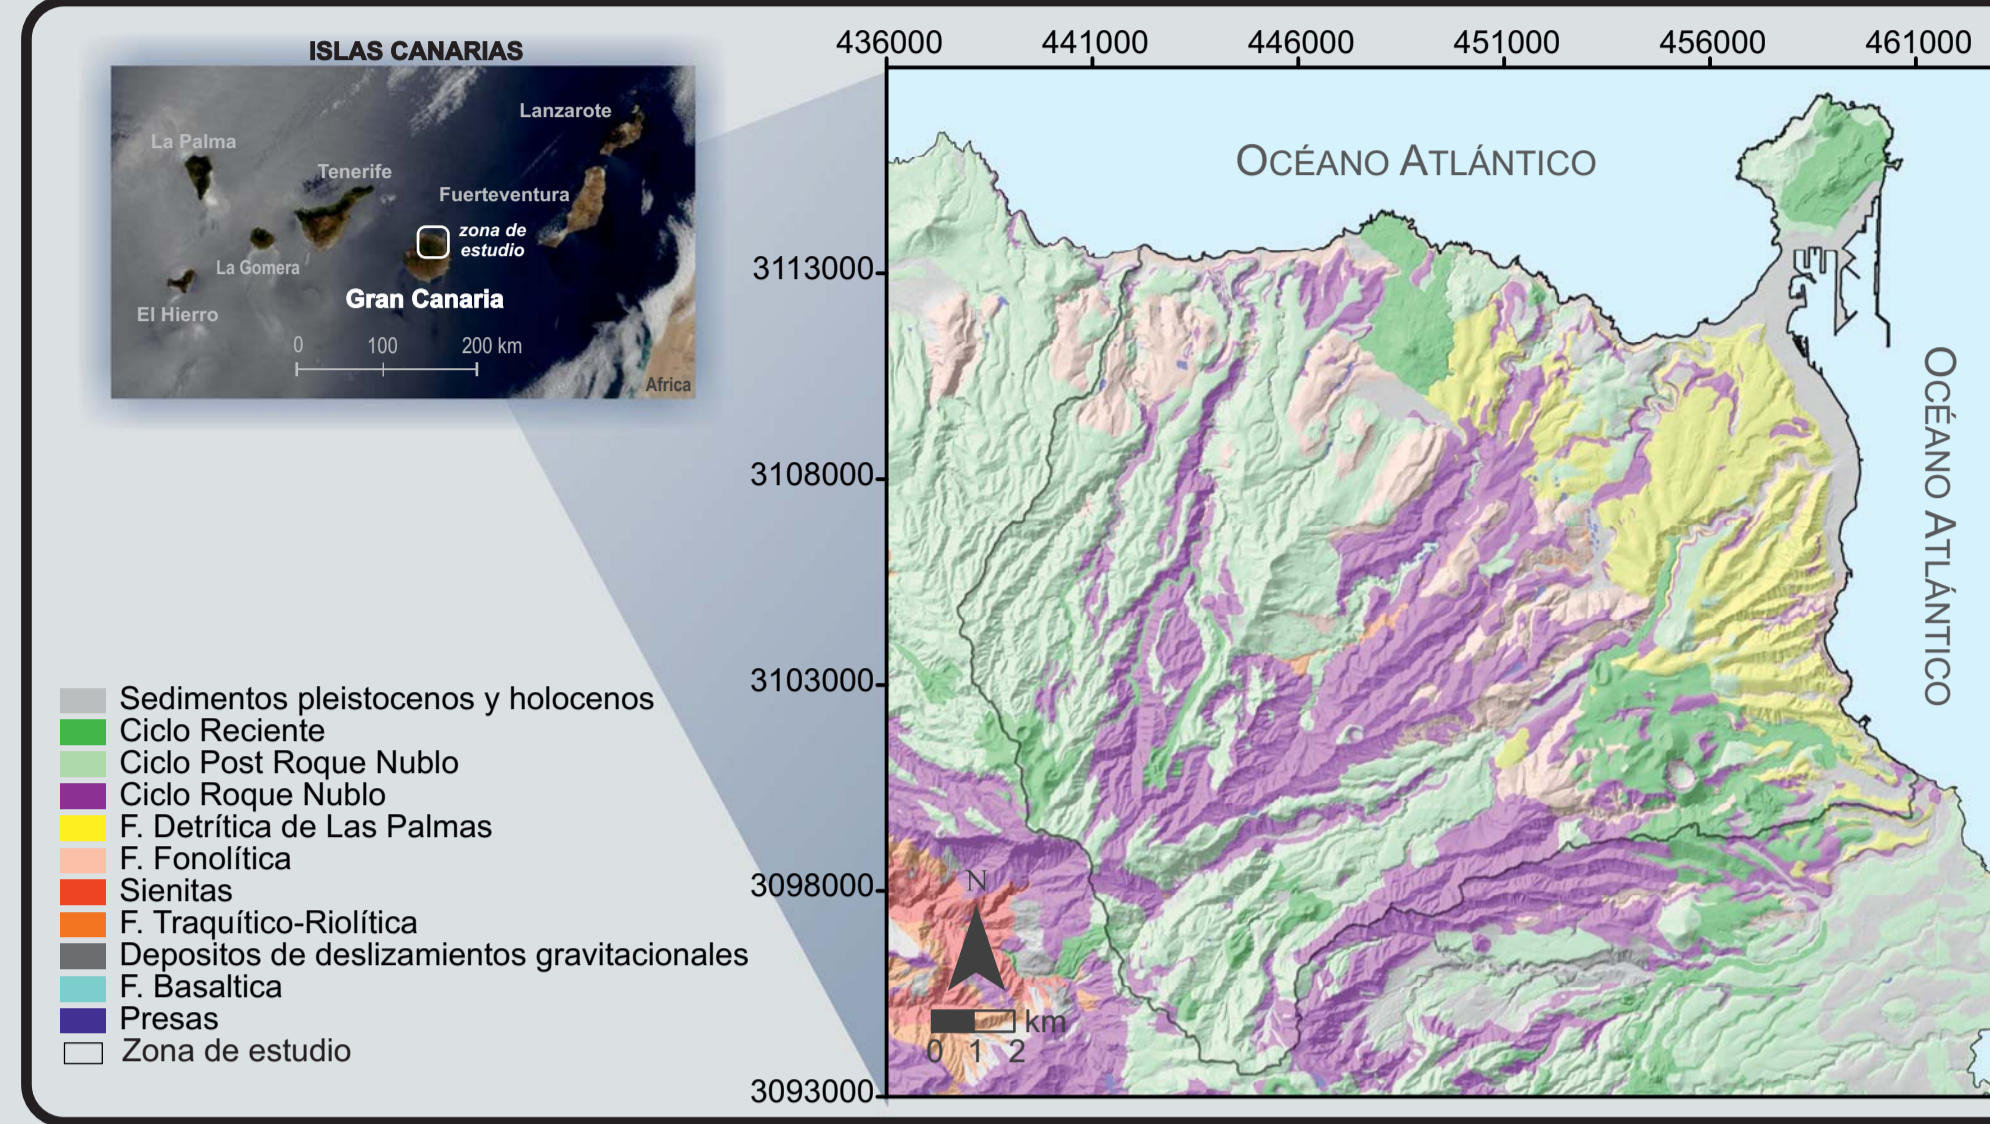 ISLAS CANARIAS
Lanzarote
La Palma
Tenerife
Fuerteventura
zona de
estudio
La Gomera
Gran Canaria
El Hierro
0 100 200 km
Africa
436000 441000 446000 451000 456000 461000
OCÉANO ATLÁNTICO
OCÉANO ATLÁNTICO
3113000
3108000
3103000
3098000
3093000
Sedimentos pleistocenos y holocenos
Ciclo Reciente
Ciclo Post Roque Nublo
Ciclo Roque Nublo
F. Detrítica de Las Palmas
F. Fonolítica
Sienitas
F. Traquítico-Riolítica
Depositos de deslizamientos gravitacionales
F. Basaltica
Presas
Zona de estudio
N
km
0 1 2